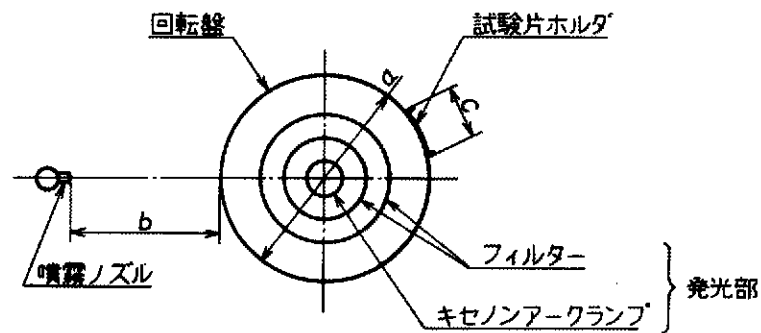 回転盤
試験片ホルダ
a
c
b
噴霧ノズル
フィルター
キセノンアークランプ
発光部